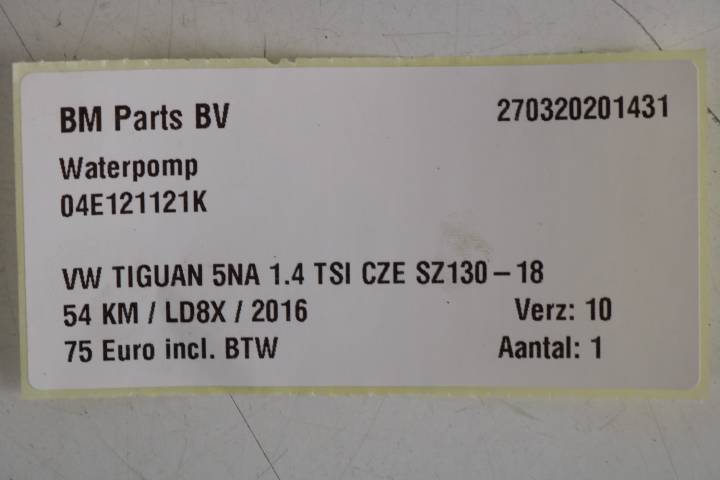 BM Parts BV 270320201431
Waterpomp
04E121121K
VW TIGUAN 5NA 1.4 TSI CZE SZ130-18
54 KM / LD8X / 2016 Verz: 10
75 Euro incl. BTW Aantal: 1